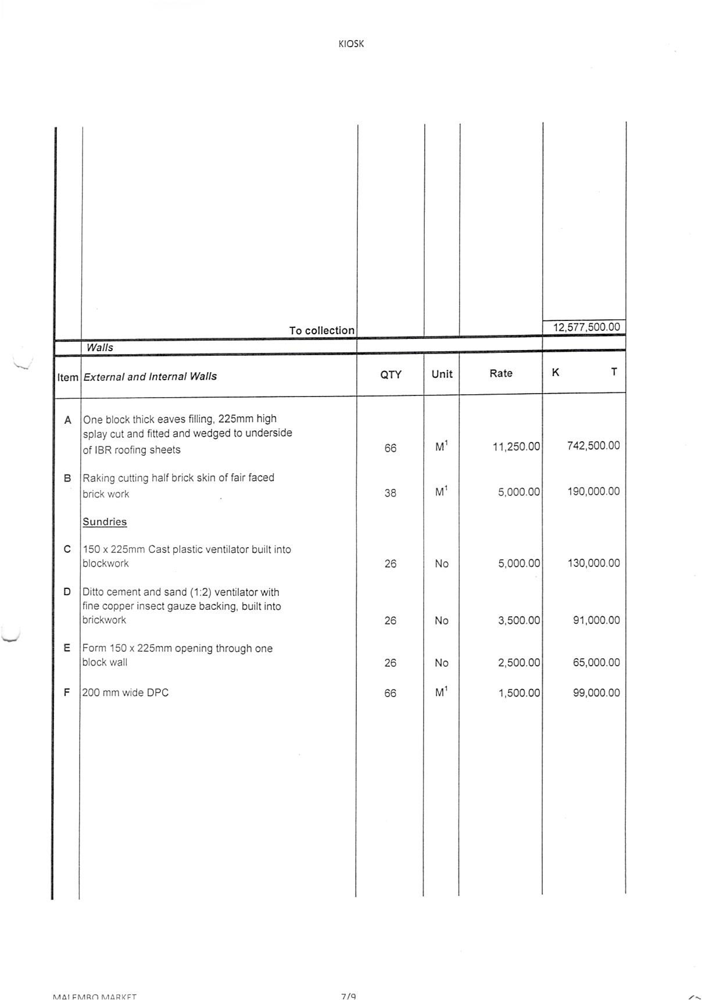 KIOSK
To collection 12,577,500.00
Walls
Item External and Internal Walls QTY Unit Rate K T
A One block thick eaves filling, 225mm high
splay cut and fitted and wedged to underside
of IBR roofing sheets 66 M¹ 11,250.00 742,500.00
B Raking cutting half brick skin of fair faced
brick work 38 M¹ 5,000.00 190,000.00
Sundries
C 150 x 225mm Cast plastic ventilator built into
blockwork 26 No 5,000.00 130,000.00
D Ditto cement and sand (1:2) ventilator with
fine copper insect gauze backing, built into
brickwork 26 No 3,500.00 91,000.00
E Form 150 x 225mm opening through one
block wall 26 No 2,500.00 65,000.00
F 200 mm wide DPC 66 M¹ 1,500.00 99,000.00
MALEMBO MARKET 7/9